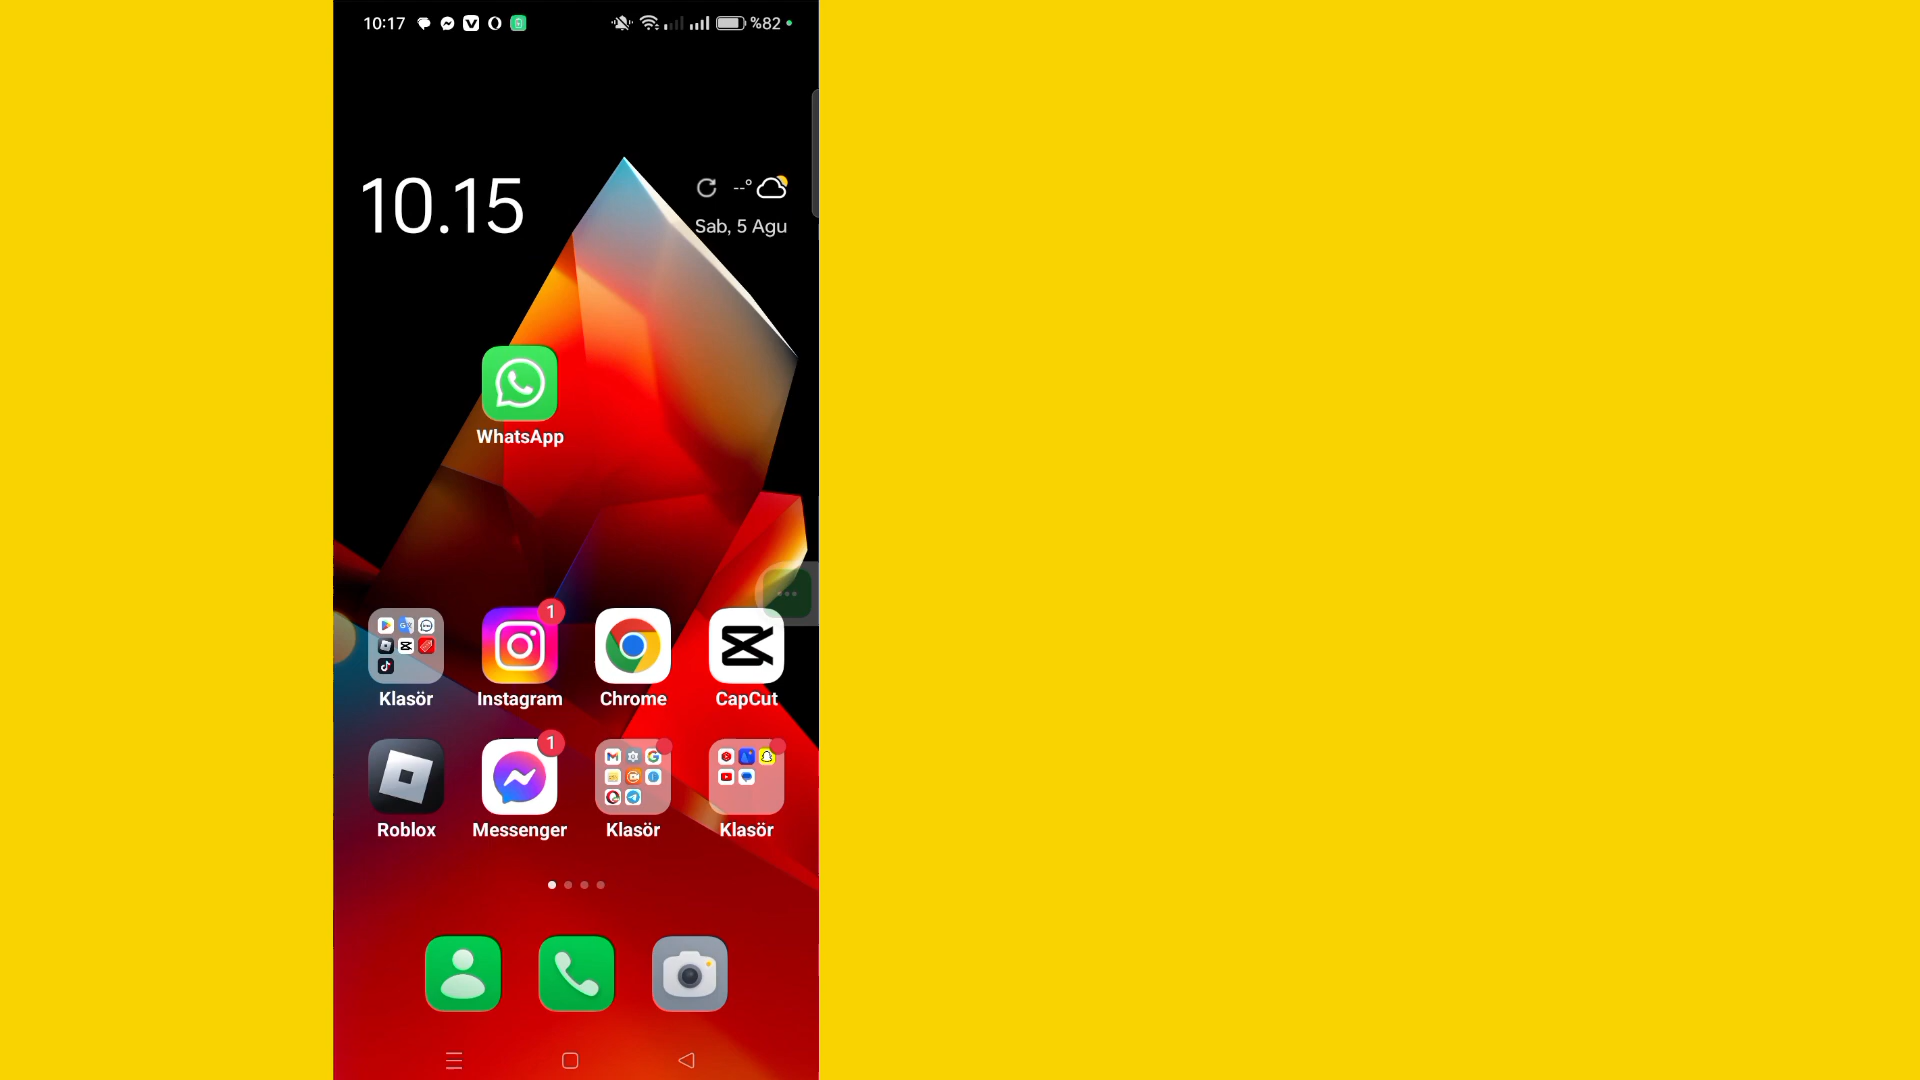 10:17 %82
10.15
--°
Sab, 5 Agu
WhatsApp
1
Klasör Instagram Chrome CapCut
1
Roblox Messenger Klasör Klasör